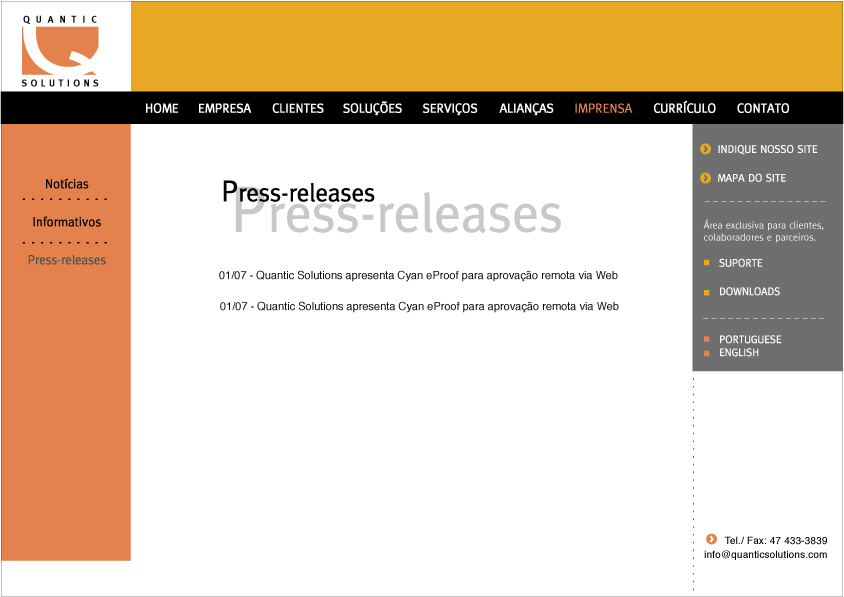 QUANTIC
SOLUTIONS
HOME EMPRESA CLIENTES SOLUÇÕES SERVIÇOS ALIANÇAS IMPRENSA CURRÍCULO CONTATO
Notícias
Informativos
Press-releases
Press-releases
Press-releases
01/07 - Quantic Solutions apresenta Cyan eProof para aprovação remota via Web
01/07 - Quantic Solutions apresenta Cyan eProof para aprovação remota via Web
INDIQUE NOSSO SITE
MAPA DO SITE
Área exclusiva para clientes,
colaboradores e parceiros.
SUPORTE
DOWNLOADS
PORTUGUESE
ENGLISH
Tel./ Fax: 47 433-3839
info@quanticsolutions.com